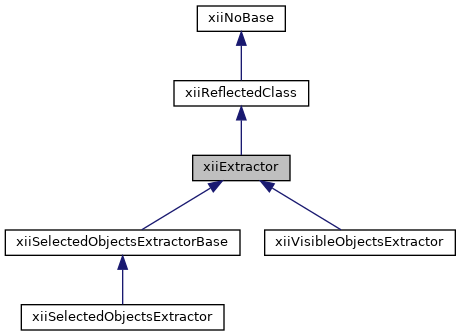 xiiNoBase
xiiReflectedClass
xiiExtractor
xiiSelectedObjectsExtractorBase
xiiVisibleObjectsExtractor
xiiSelectedObjectsExtractor